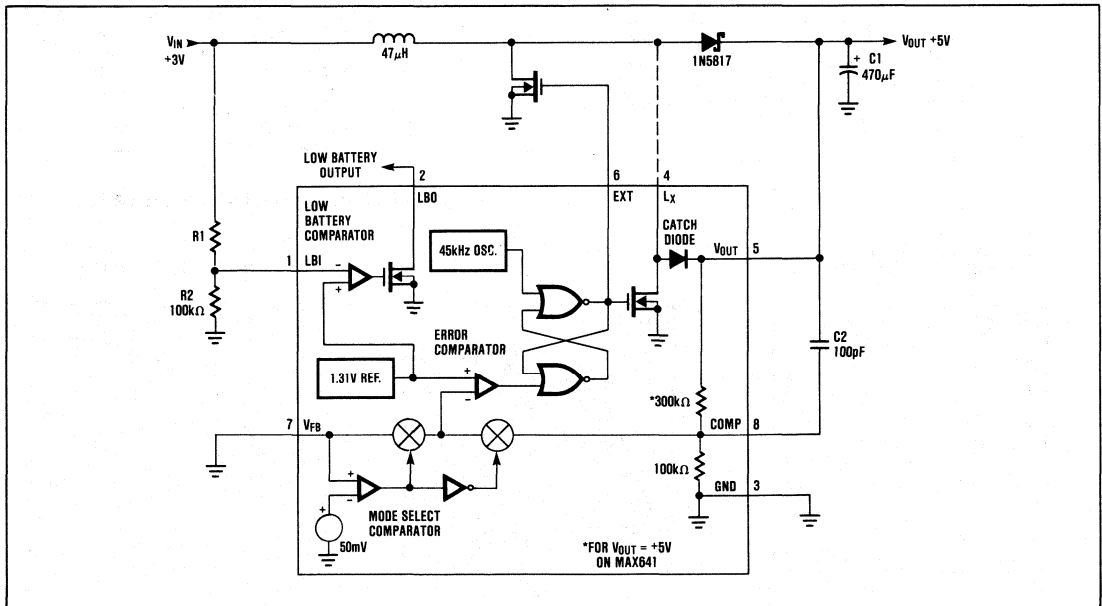 VIN
+3V
47μH
1N5817
VOUT +5V
+ C1
470μF
LOW BATTERY
OUTPUT
2
6
4
LBO
EXT
LX
LOW
BATTERY
COMPARATOR
CATCH
DIODE
R1
45kHz OSC.
VOUT 5
1 LBI
-
+
R2
100kΩ
ERROR
COMPARATOR
C2
100pF
1.31V REF.
+
-
*300kΩ
7 VFB
COMP 8
100kΩ
+
-
GND 3
+
MODE SELECT
COMPARATOR
50mV
*FOR VOUT = +5V
ON MAX641